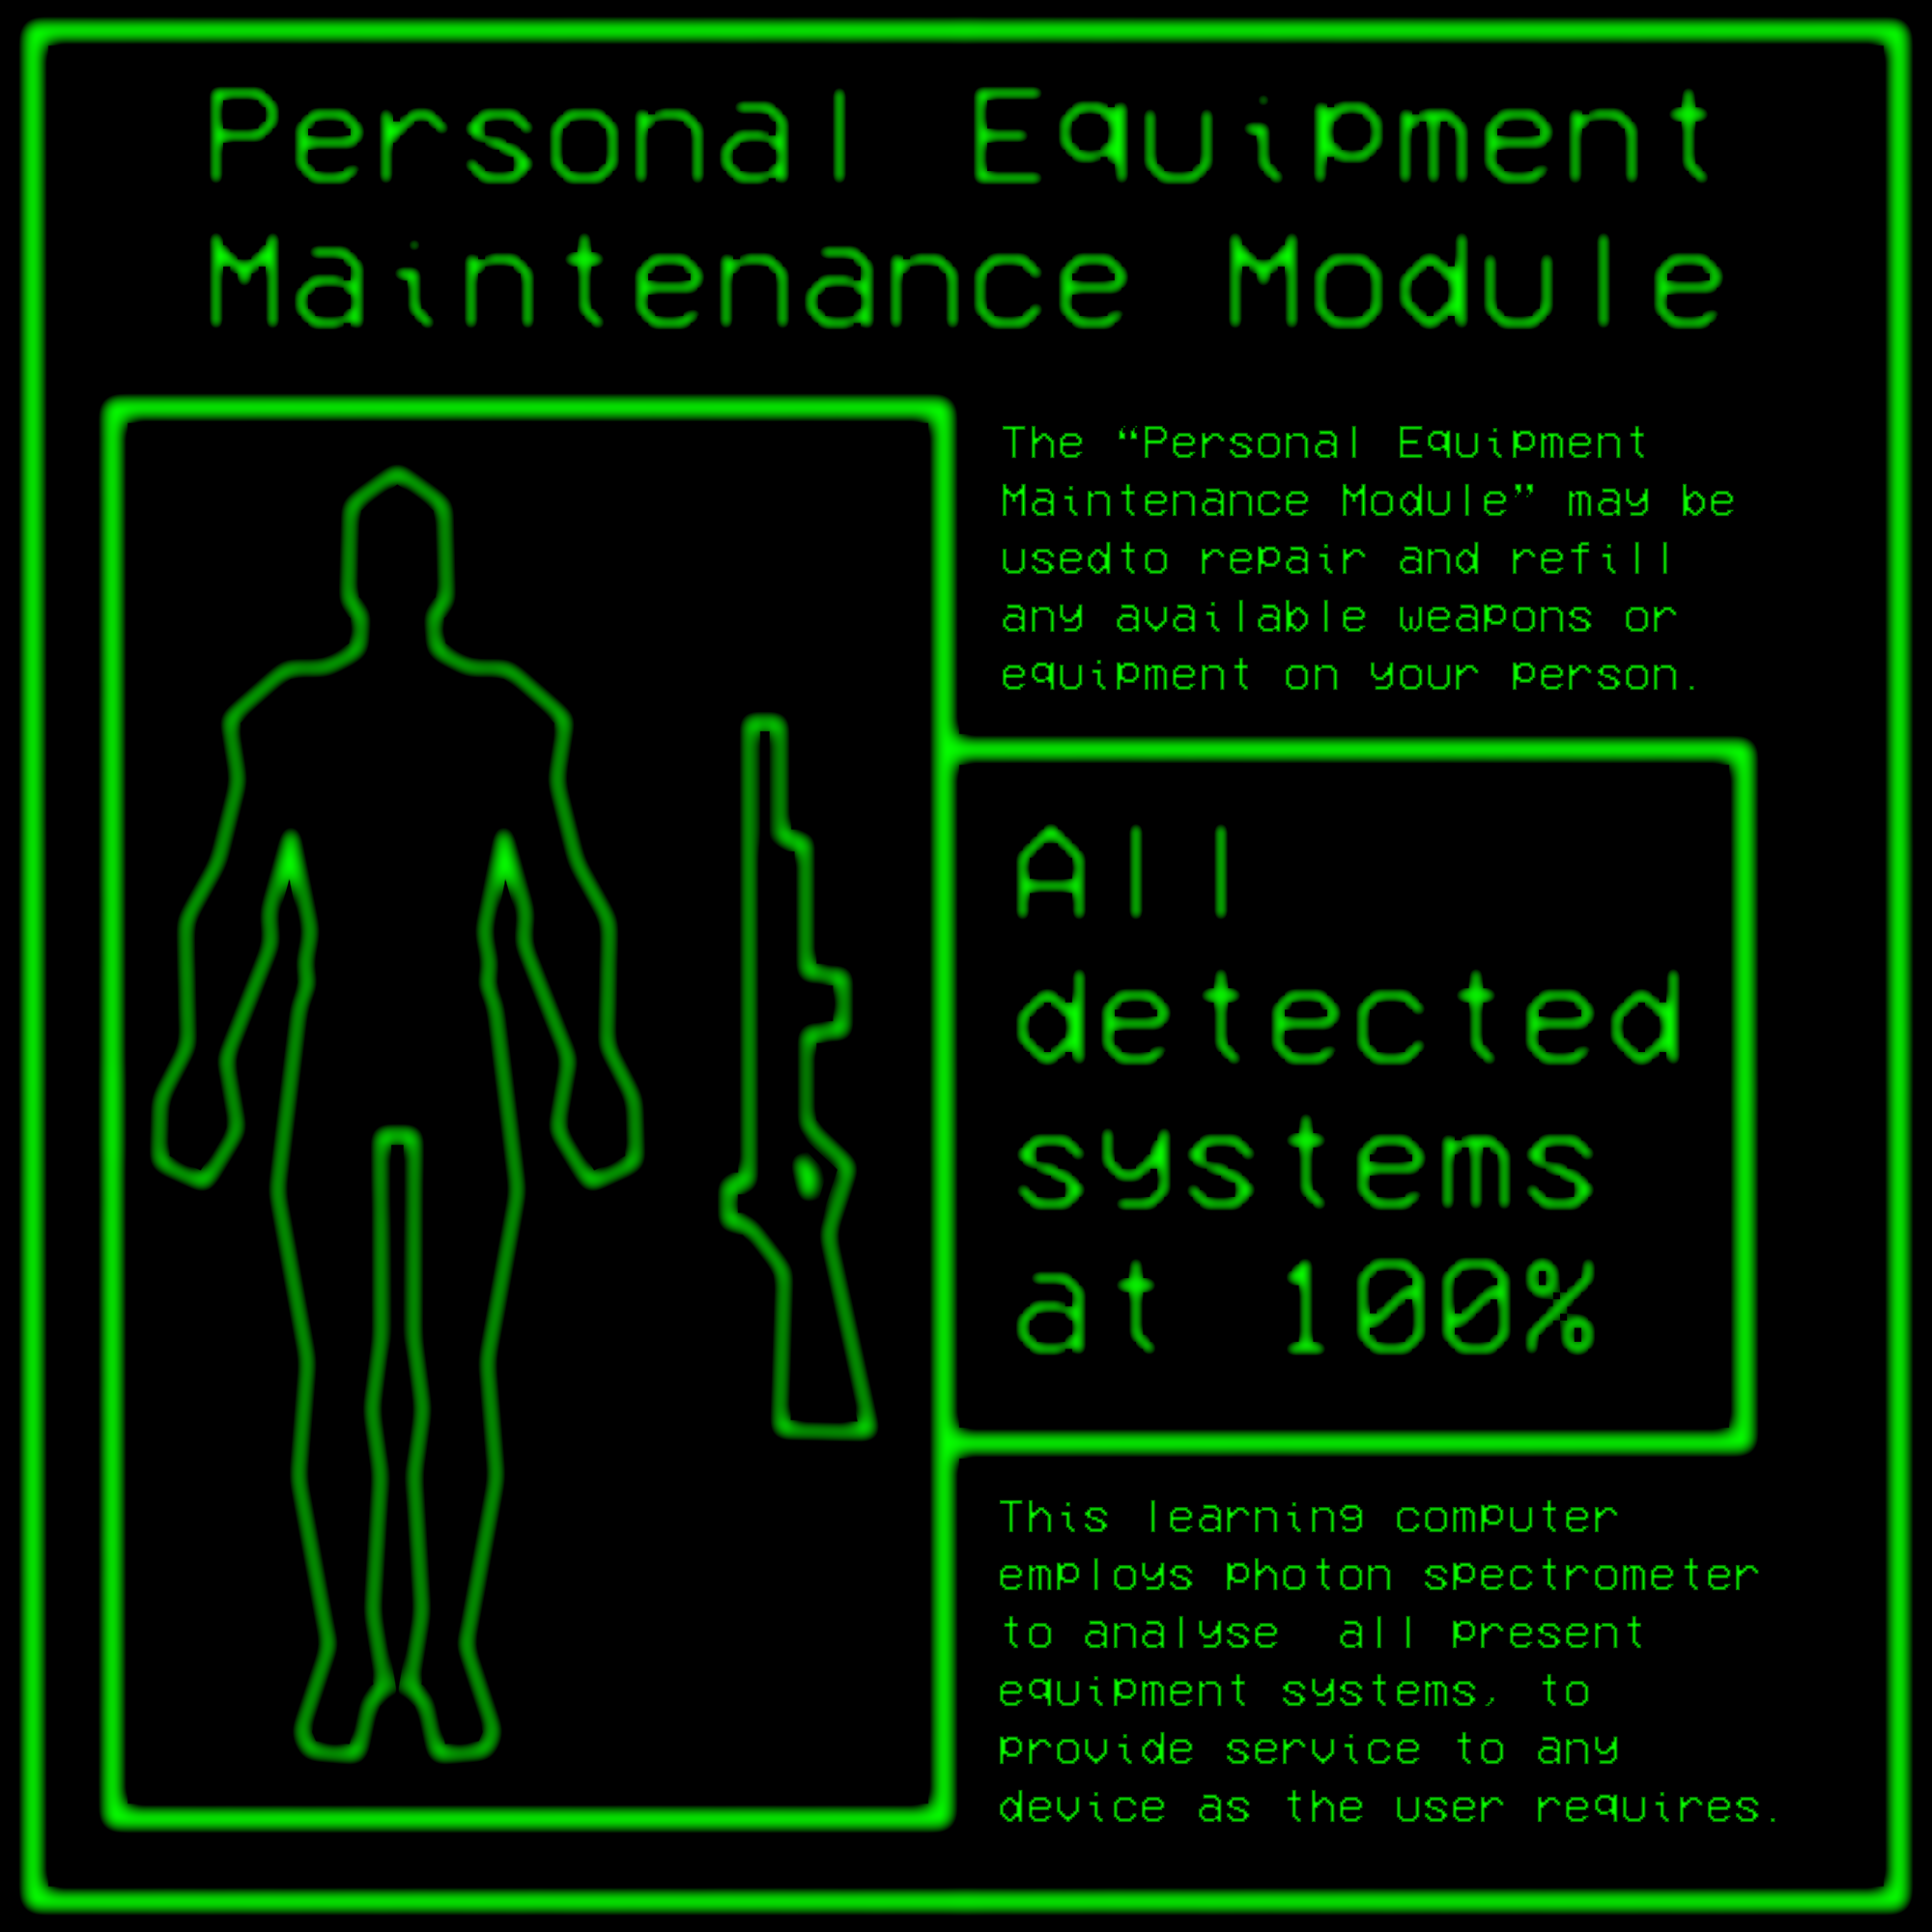 Personal Equipment
Maintenance Module
The “Personal Equipment
Maintenance Module” may be
usedto repair and refill
any available weapons or
equipment on your person.
All
detected
systems
at 100%
This learning computer
employs photon spectrometer
to analyse  all present
equipment systems, to
provide service to any
device as the user requires.